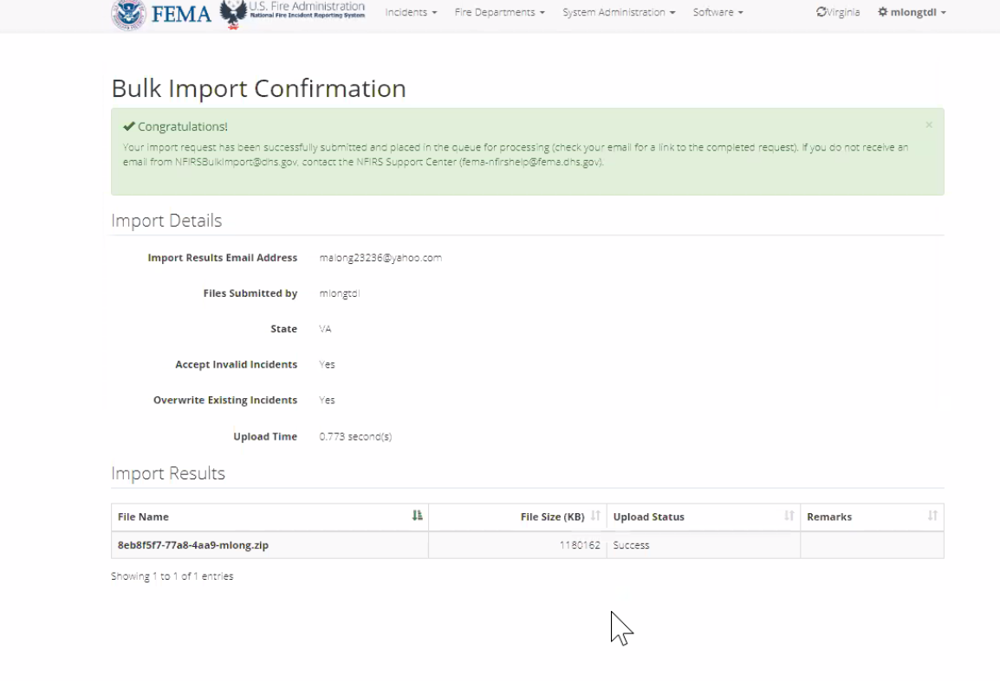 FEMA
U.S. Fire Administration
National Fire Incident Reporting System
Incidents
Fire Departments
System Administration
Software
Virginia
mlongtdl
Bulk Import Confirmation
Congratulations!
×
Your import request has been successfully submitted and placed in the queue for processing (check your email for a link to the completed request). If you do not receive an
email from NFIRSBulkImport@dhs.gov, contact the NFIRS Support Center (fema-nfirshelp@fema.dhs.gov).
Import Details
Import Results Email Address malong23236@yahoo.com
Files Submitted by mlongtdl
State VA
Accept Invalid Incidents Yes
Overwrite Existing Incidents Yes
Upload Time 0.773 second(s)
Import Results
File Name File Size (KB) Upload Status Remarks
8eb8f5f7-77a8-4aa9-mlong.zip 1180162 Success
Showing 1 to 1 of 1 entries